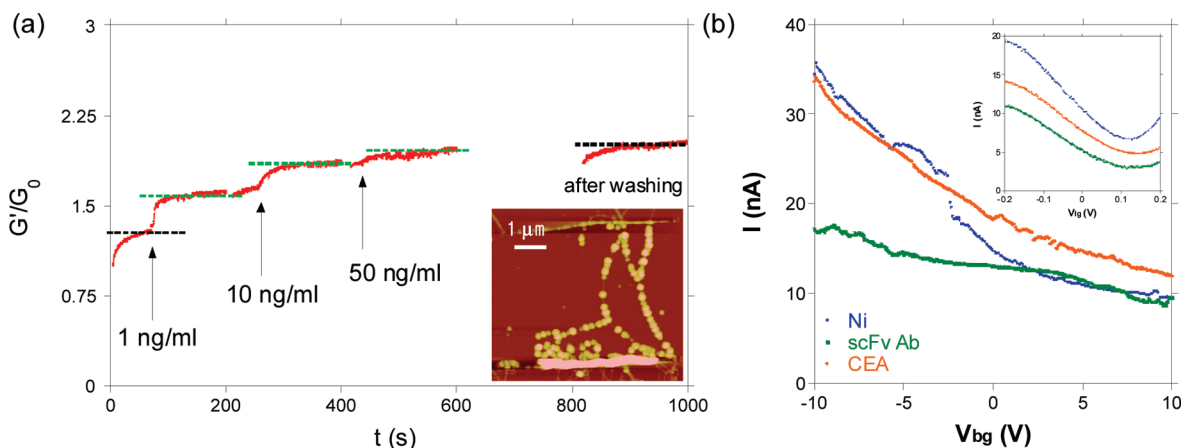 (a)
3
2.25
1.5
0.75
0
G'/G0
0
200
400
600
800
1000
t (s)
1 ng/ml
10 ng/ml
50 ng/ml
after washing
1 μm
(b)
40
30
20
10
0
I (nA)
-10
-5
0
5
10
Vbg (V)
Ni
scFv Ab
CEA
20
15
10
5
0
I (nA)
-0.2
-0.1
0.0
0.1
0.2
Vlg (V)